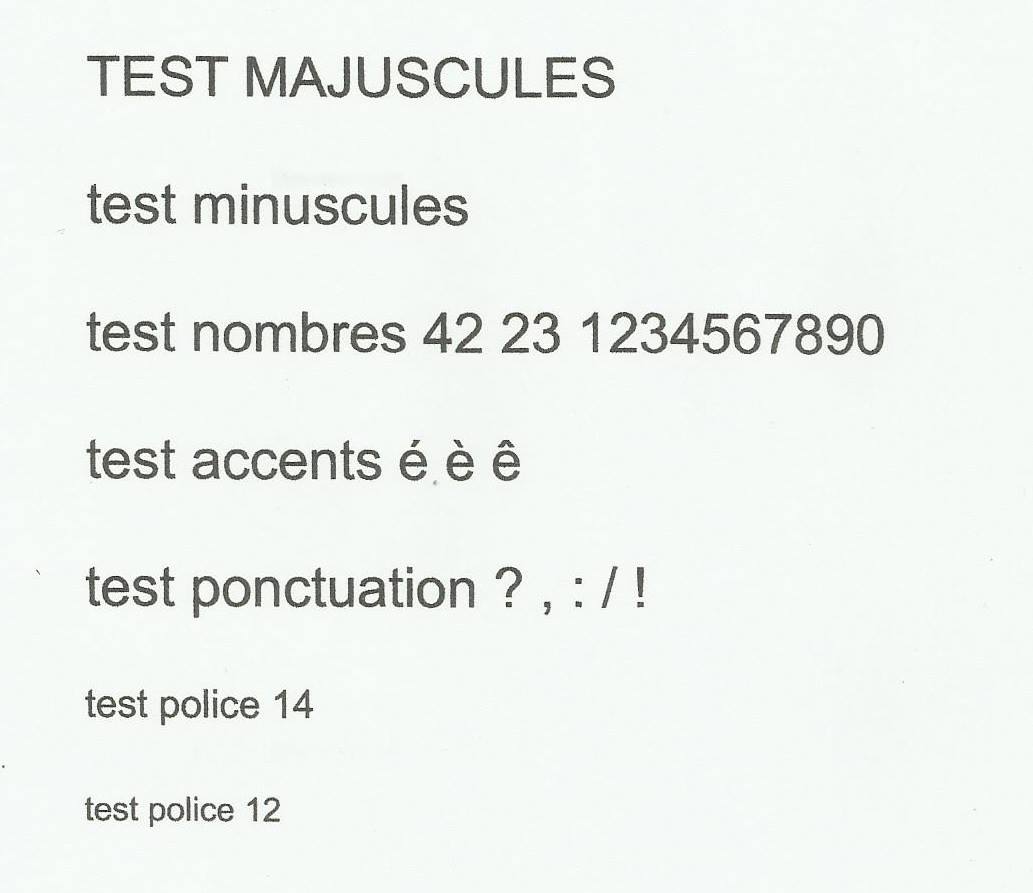 TEST MAJUSCULES
test minuscules
test nombres 42 23 1234567890
test accents é è ê
test ponctuation ? , : / !
test police 14
test police 12